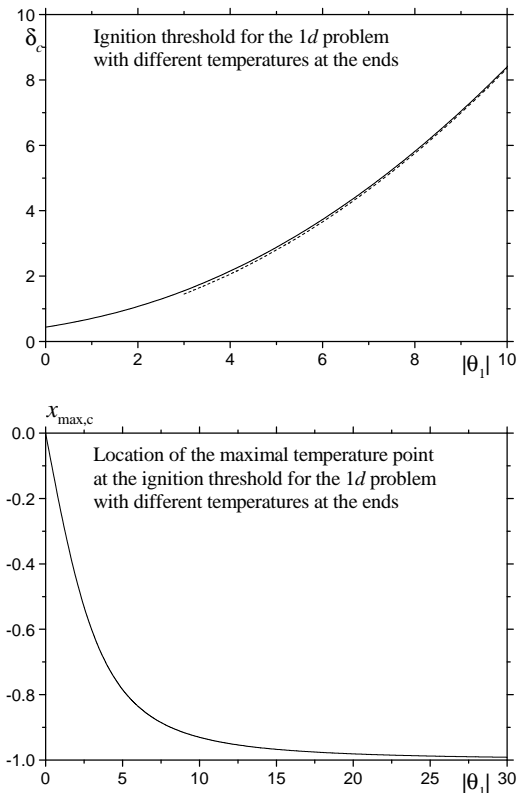 10
δc
Ignition threshold for the 1d problem
with different temperatures at the ends
8
6
4
2
0
0 2 4 6 8 10
|θ1|
xmax,c
0.0
Location of the maximal temperature point
at the ignition threshold for the 1d problem
with different temperatures at the ends
-0.2
-0.4
-0.6
-0.8
-1.0
0 5 10 15 20 25 30
|θ1|